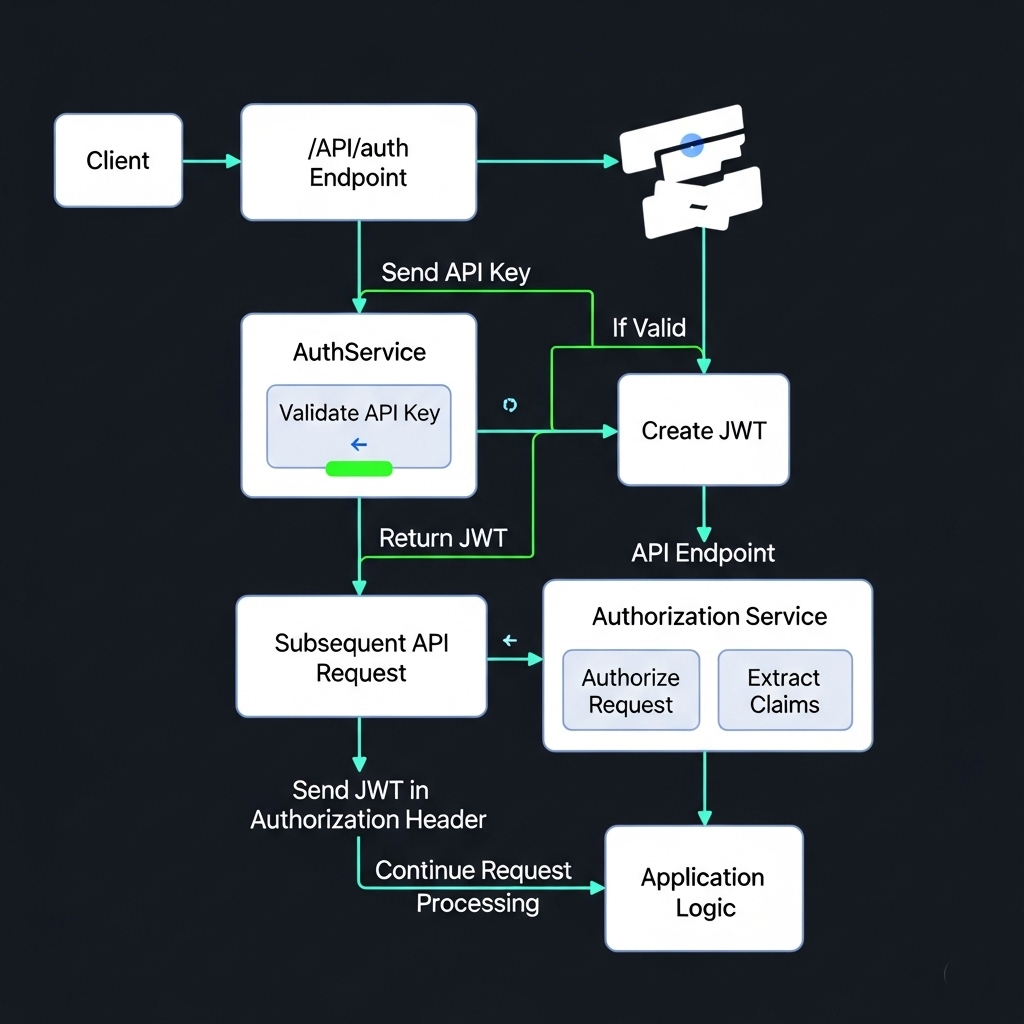 Client
/API/auth
Endpoint
Send API Key
If Valid
AuthService
Validate API Key
Create JWT
Return JWT
API Endpoint
Subsequent API
Request
Authorization Service
Authorize
Request
Extract
Claims
Send JWT in
Authorization Header
Continue Request
Processing
Application
Logic